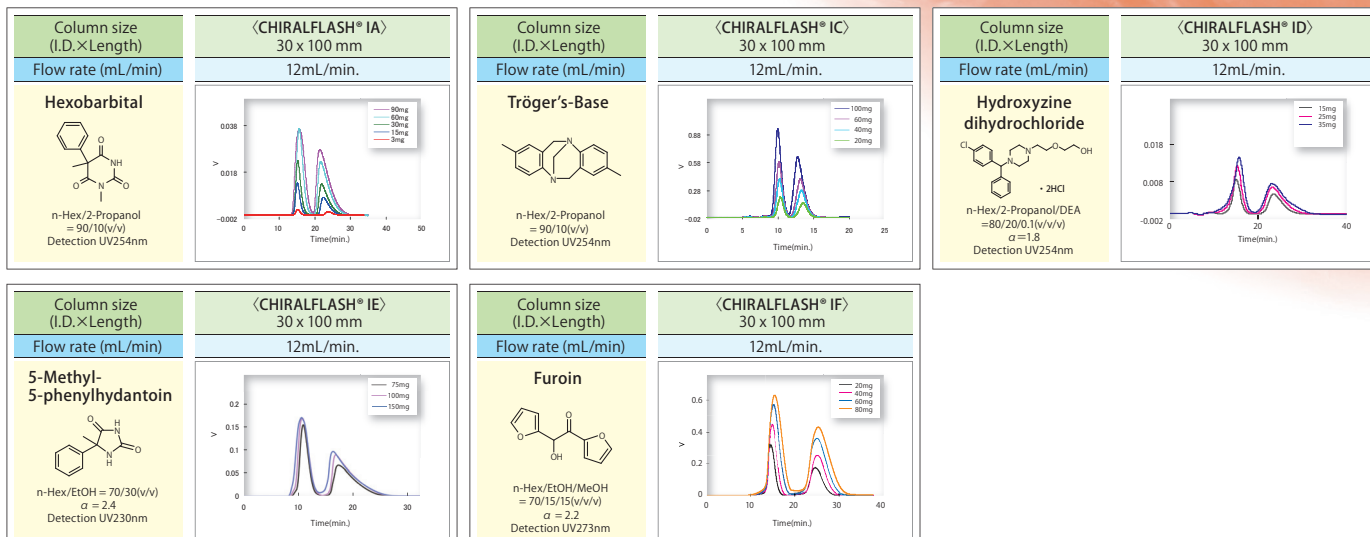 Column size
(I.D.×Length)
〈CHIRALFLASH® IA〉
30 x 100 mm
Flow rate (mL/min)
12mL/min.
Hexobarbital
O
O
NH
N
O
n-Hex/2-Propanol
= 90/10(v/v)
Detection UV254nm
90mg
60mg
30mg
15mg
3mg
V
0.038
0.018
−0.002
0
10
20
30
40
50
Time(min.)
Column size
(I.D.×Length)
〈CHIRALFLASH® IC〉
30 x 100 mm
Flow rate (mL/min)
12mL/min.
Tröger's-Base
N
N
n-Hex/2-Propanol
= 90/10(v/v)
Detection UV254nm
100mg
60mg
40mg
20mg
V
0.88
0.58
0.28
−0.02
0
5
10
15
20
25
Time(min.)
Column size
(I.D.×Length)
〈CHIRALFLASH® ID〉
30 x 100 mm
Flow rate (mL/min)
12mL/min.
Hydroxyzine
dihydrochloride
Cl
N
N
O
OH
• 2HCl
n-Hex/2-Propanol/DEA
=80/20/0.1(v/v/v)
α=1.8
Detection UV254nm
15mg
25mg
35mg
V
0.018
0.008
−0.002
0
20
40
Time(min.)
Column size
(I.D.×Length)
〈CHIRALFLASH® IE〉
30 x 100 mm
Flow rate (mL/min)
12mL/min.
5-Methyl-
5-phenylhydantoin
O
H
N
O
N
H
n-Hex/EtOH = 70/30(v/v)
α = 2.4
Detection UV230nm
75mg
100mg
150mg
V
0.2
0.15
0.1
0.05
0
0
10
20
30
Time(min.)
Column size
(I.D.×Length)
〈CHIRALFLASH® IF〉
30 x 100 mm
Flow rate (mL/min)
12mL/min.
Furoin
O
O
O
OH
n-Hex/EtOH/MeOH
= 70/15/15(v/v/v)
α = 2.2
Detection UV273nm
20mg
40mg
60mg
80mg
V
0.6
0.4
0.2
0
0
10
20
30
40
Time(min.)